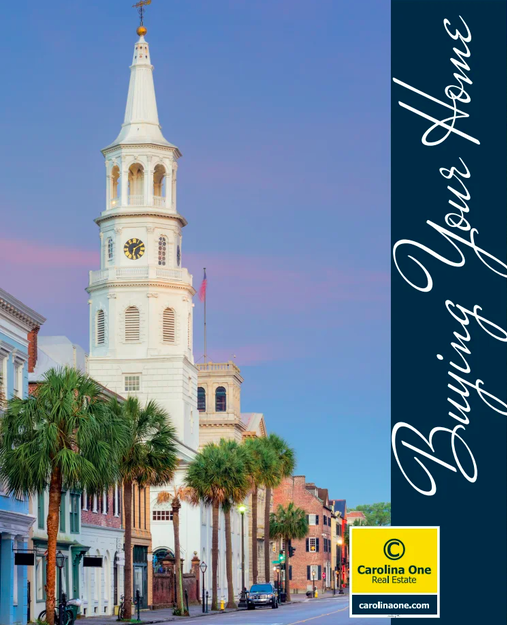 Buying Your Home
Carolina One
Real Estate
carolinaone.com